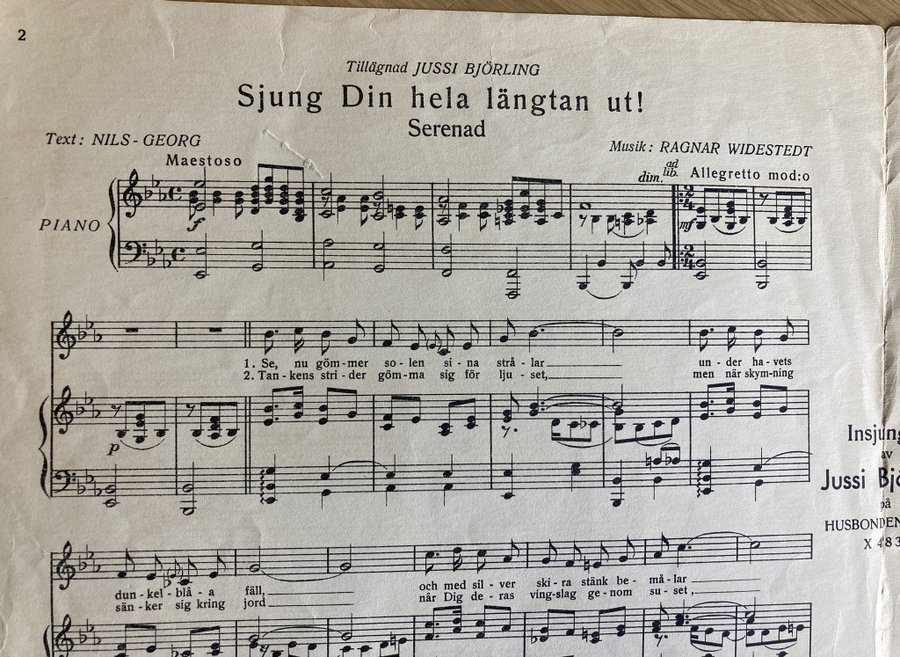 2
Tillägnad JUSSI BJÖRLING
Sjung Din hela längtan ut!
Serenad
Text: NILS-GEORG
Musik: RAGNAR WIDESTEDT
Maestoso
dim. ad lib. Allegretto mod:o
PIANO
f
mf
1. Se, nu göm-mer so-len si-na strå-lar un-der ha-vets
2. Tan-kens stri-der göm-ma sig för lju-set, men när skym-ning
p
Insjung
av
Jussi Bjö
på
HUSBONDEN
X 483
dun-kel-blå-a fäll, och med sil-ver ski-ra stänk be-må-lar
sän-ker sig kring jord när Dig de-ras ving-slag ge-nom su-set,